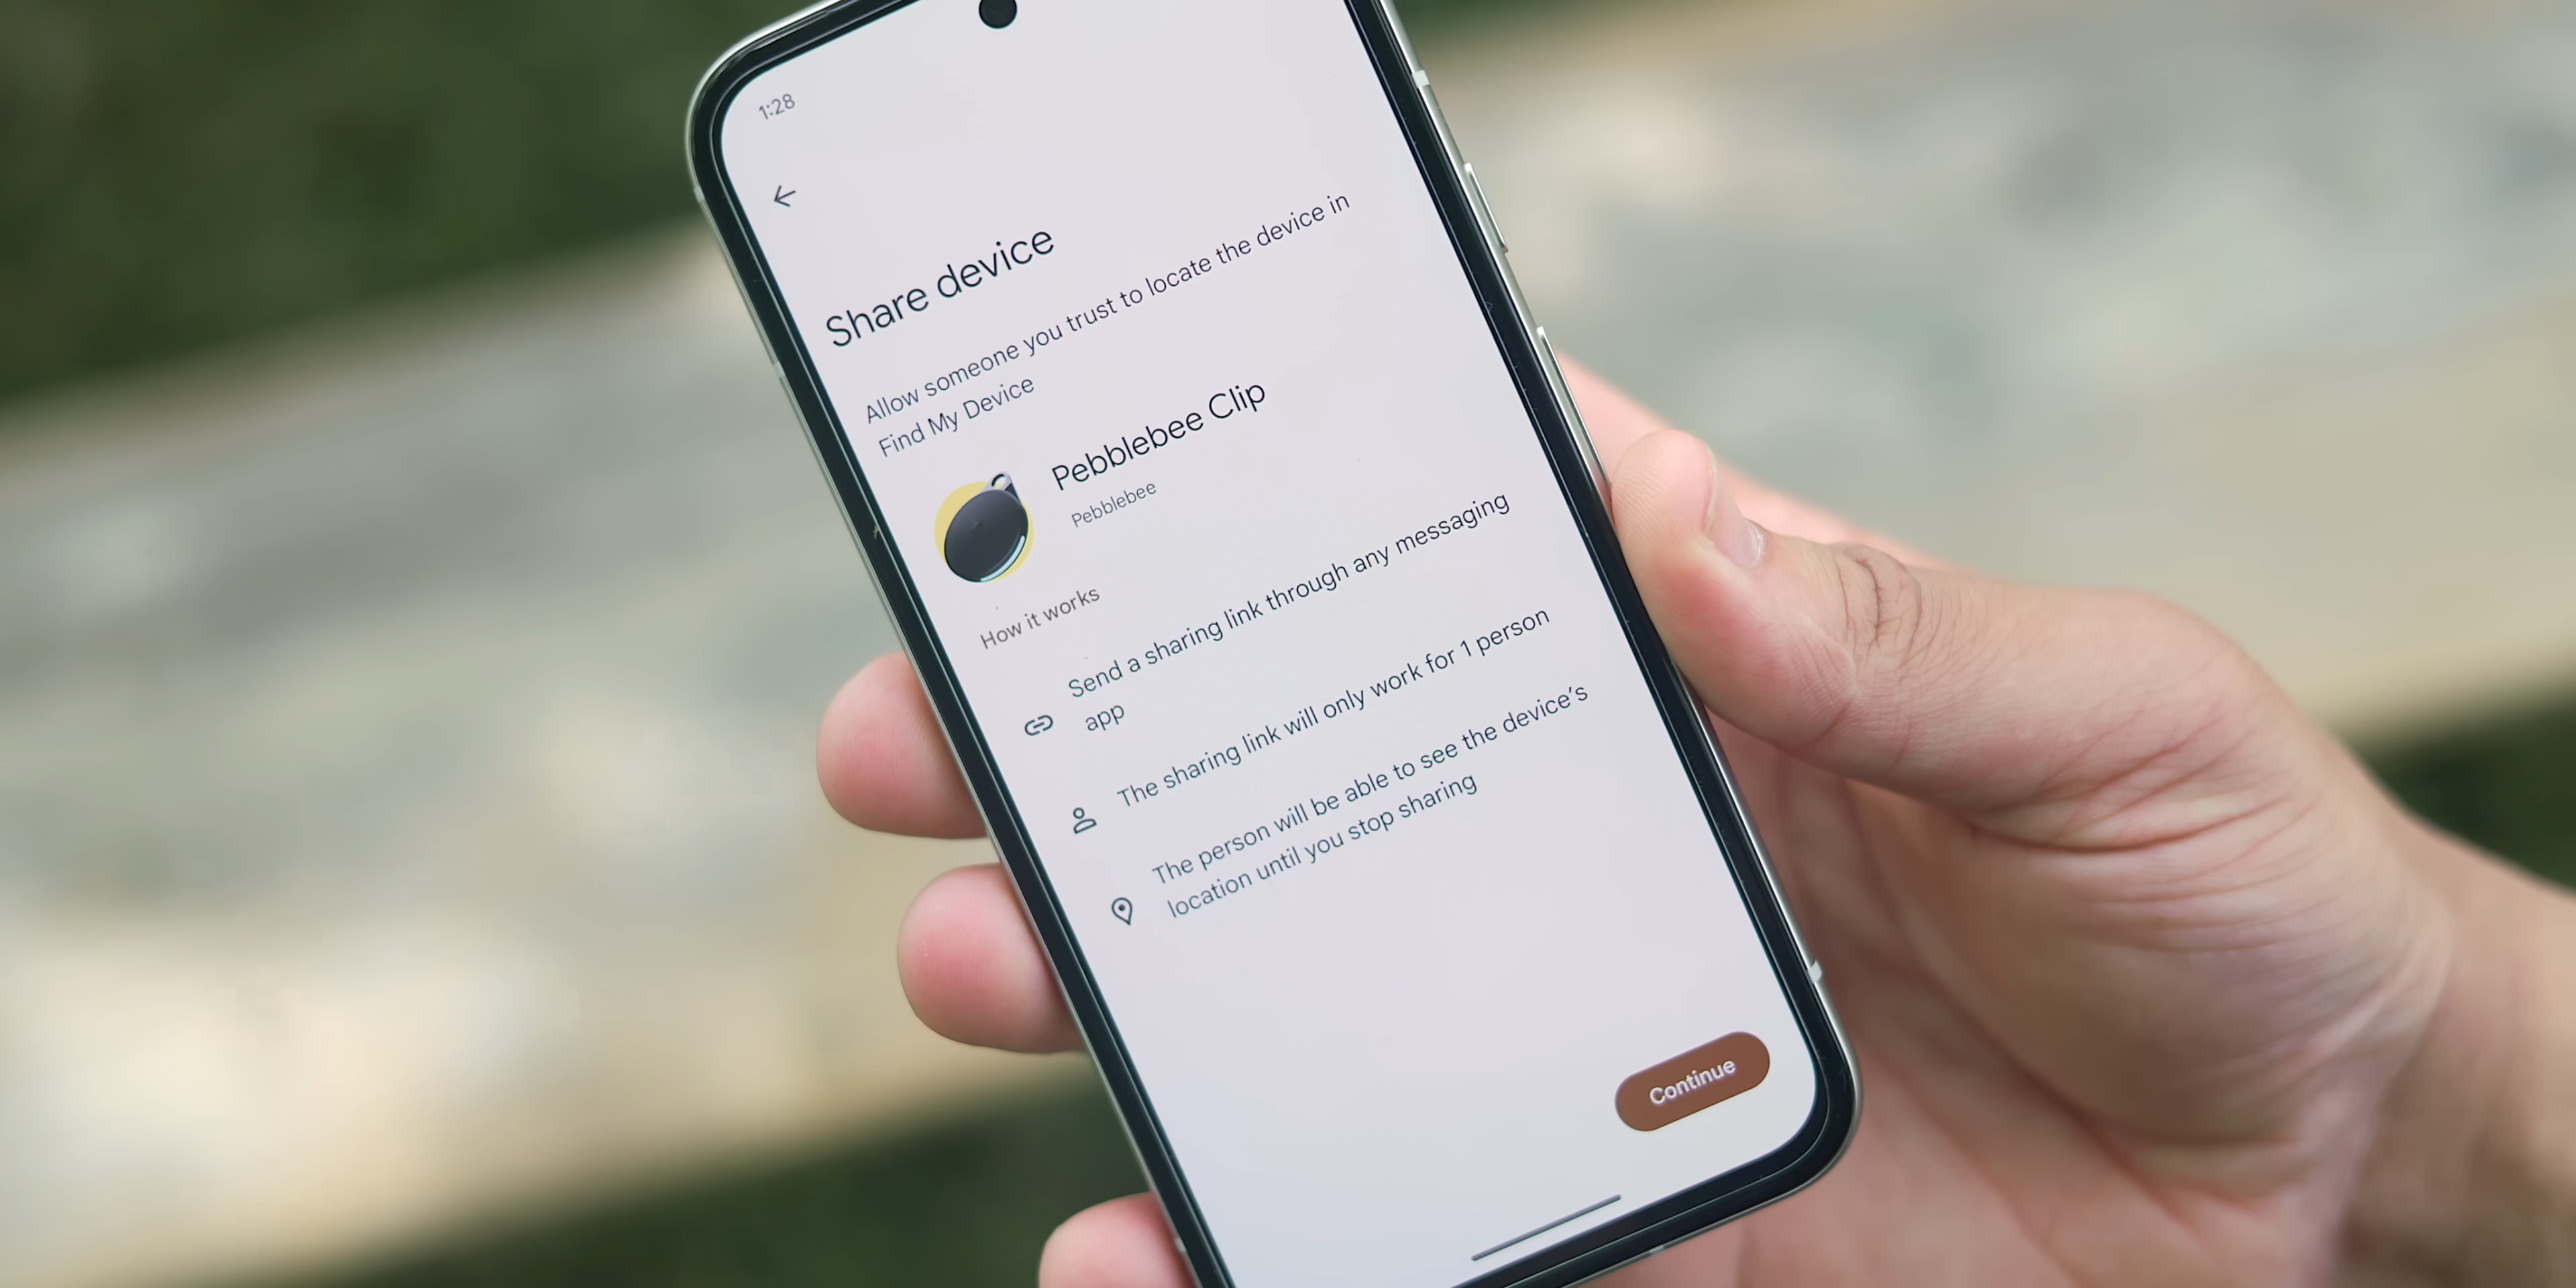 1:28
Share device
Allow someone you trust to locate the device in
Find My Device
Pebblebee Clip
Pebblebee
How it works
Send a sharing link through any messaging
app
The sharing link will only work for 1 person
The person will be able to see the device's
location until you stop sharing
Continue